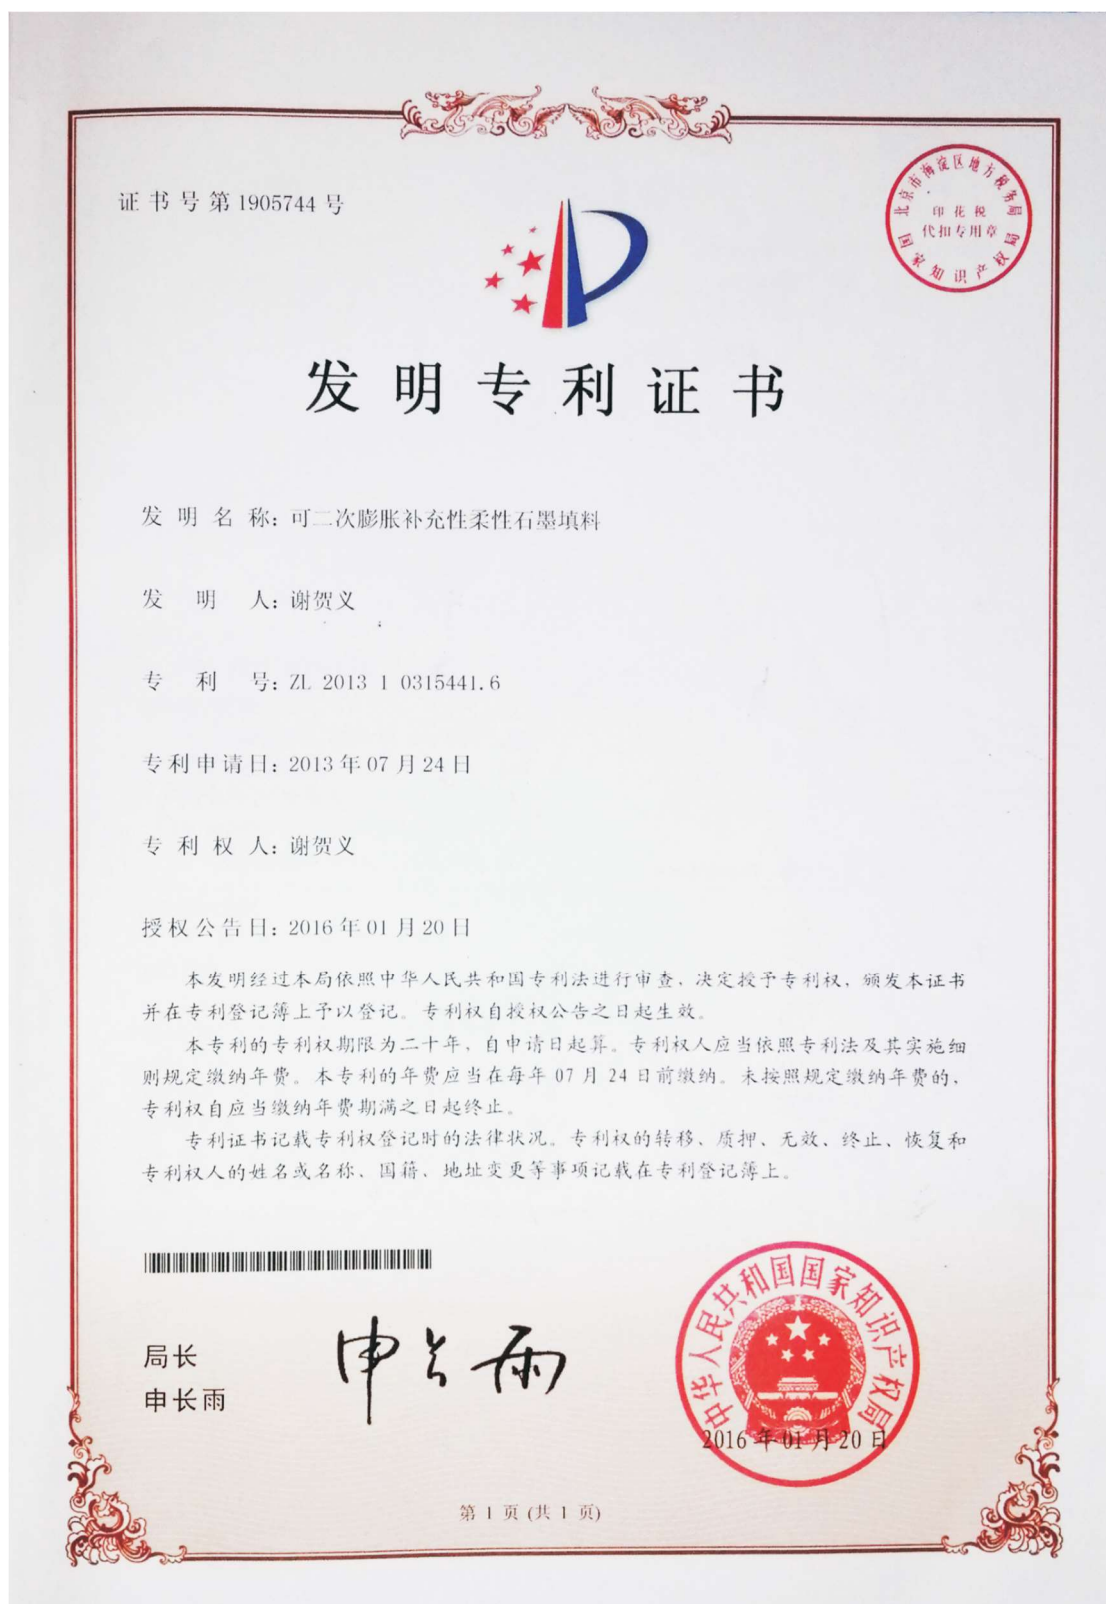 证书号第1905744号
北京市海淀区地方税务局
印花税
代扣专用章
国家知识产权局
发明专利证书
发明名称：可二次膨胀补充性柔性石墨填料
发明人：谢贺义
专利号：ZL 2013 1 0315441.6
专利申请日：2013年07月24日
专利权人：谢贺义
授权公告日：2016年01月20日
本发明经过本局依照中华人民共和国专利法进行审查，决定授予专利权，颁发本证书
并在专利登记簿上予以登记。专利权自授权公告之日起生效。
本专利的专利权期限为二十年，自申请日起算。专利权人应当依照专利法及其实施细
则规定缴纳年费。本专利的年费应当在每年07月24日前缴纳。未按照规定缴纳年费的，
专利权自应当缴纳年费期满之日起终止。
专利证书记载专利权登记时的法律状况。专利权的转移、质押、无效、终止、恢复和
专利权人的姓名或名称、国籍、地址变更等事项记载在专利登记簿上。
局长
申长雨
申长雨
中华人民共和国国家知识产权局
2016年01月20日
第1页(共1页)